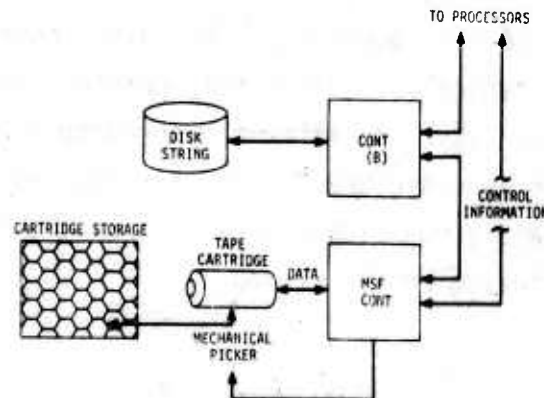 TO PROCESSORS
DISK
STRING
CONT
(B)
CONTROL
INFORMATION
CARTRIDGE STORAGE
TAPE
CARTRIDGE
DATA
MSF
CONT
MECHANICAL
PICKER